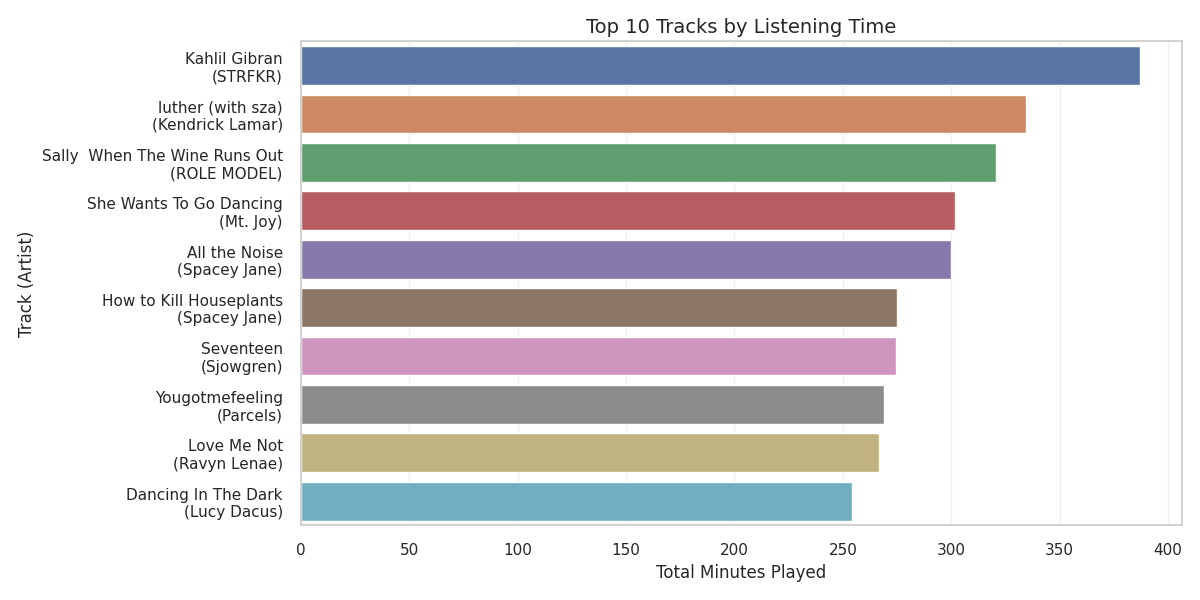 Top 10 Tracks by Listening Time
Track (Artist)
Kahlil Gibran
(STRFKR)
luther (with sza)
(Kendrick Lamar)
Sally  When The Wine Runs Out
(ROLE MODEL)
She Wants To Go Dancing
(Mt. Joy)
All the Noise
(Spacey Jane)
How to Kill Houseplants
(Spacey Jane)
Seventeen
(Sjowgren)
Yougotmefeeling
(Parcels)
Love Me Not
(Ravyn Lenae)
Dancing In The Dark
(Lucy Dacus)
0 50 100 150 200 250 300 350 400
Total Minutes Played